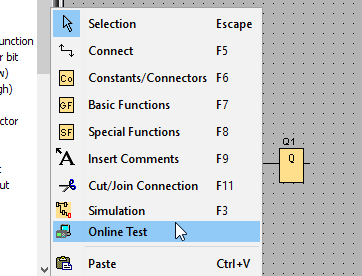 Selection Escape
unction
Connect F5
r bit
w)
Co Constants/Connectors F6
gh)
GF Basic Functions F7
ctor
SF Special Functions F8
Q1
A Insert Comments F9
Q
Cut/Join Connection F11
ut
Simulation F3
Online Test
Paste Ctrl+V